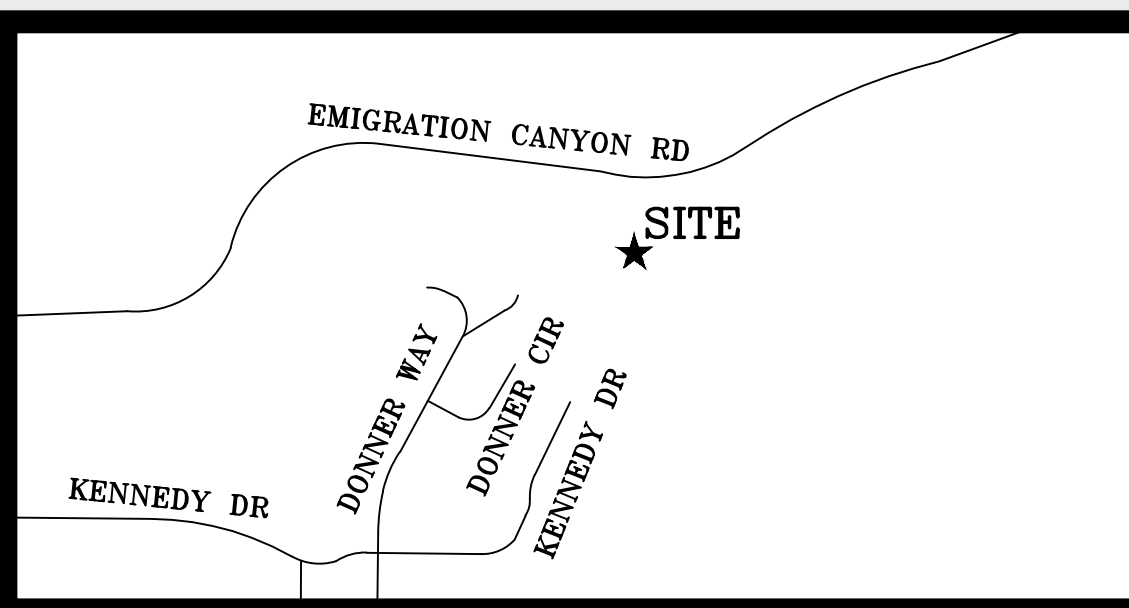 EMIGRATION CANYON RD
SITE
DONNER WAY
DONNER CIR
KENNEDY DR
KENNEDY DR